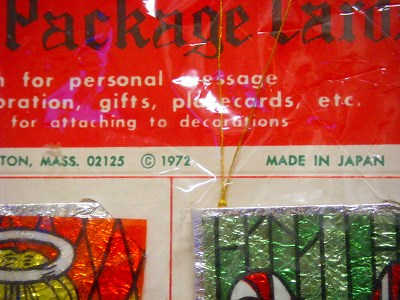 Package Card
n for personal message
oration, gifts, placecards, etc.
for attaching to decorations
TON, MASS. 02125 © 1972 MADE IN JAPAN